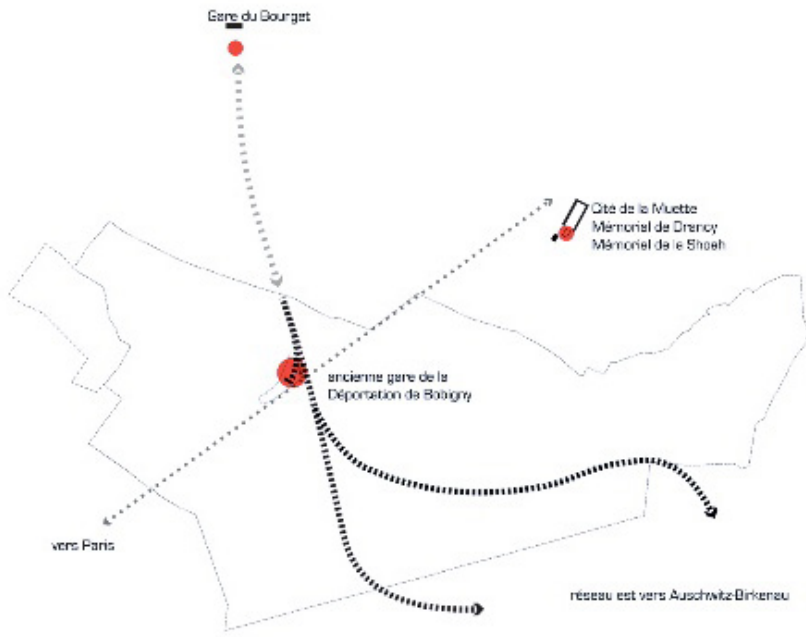 Gare du Bourget
Cité de la Muette
Mémorial de Drancy
Mémorial de la Shoah
ancienne gare de la
Déportation de Bobigny
vers Paris
réseau est vers Auschwitz-Birkenau